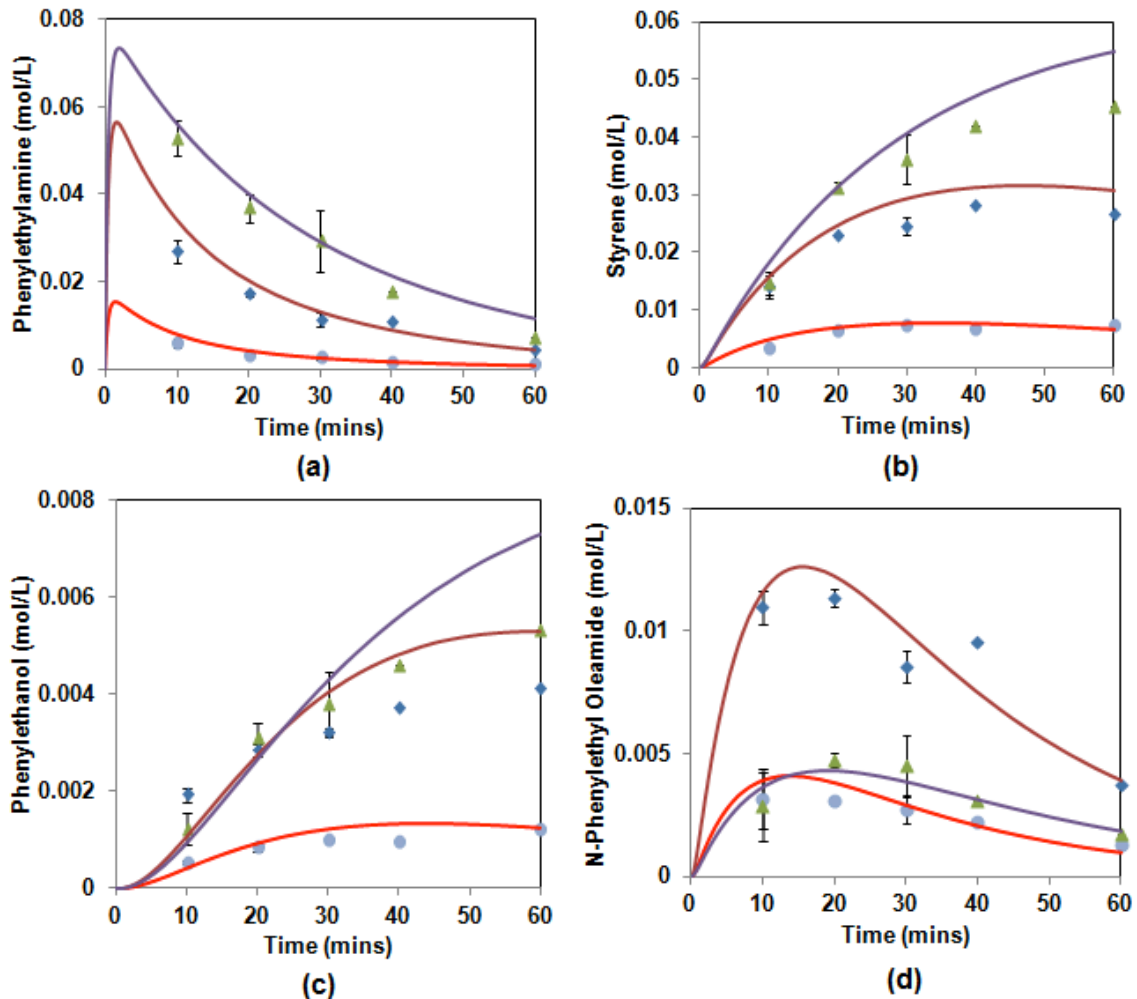 Phenylethylamine (mol/L)
0.08
0.06
0.04
0.02
0
0 10 20 30 40 50 60
Time (mins)
(a)
Styrene (mol/L)
0.06
0.05
0.04
0.03
0.02
0.01
0
0 10 20 30 40 50 60
Time (mins)
(b)
Phenylethanol (mol/L)
0.008
0.006
0.004
0.002
0
0 10 20 30 40 50 60
Time (mins)
(c)
N-Phenylethyl Oleamide (mol/L)
0.015
0.01
0.005
0
0 10 20 30 40 50 60
Time (mins)
(d)